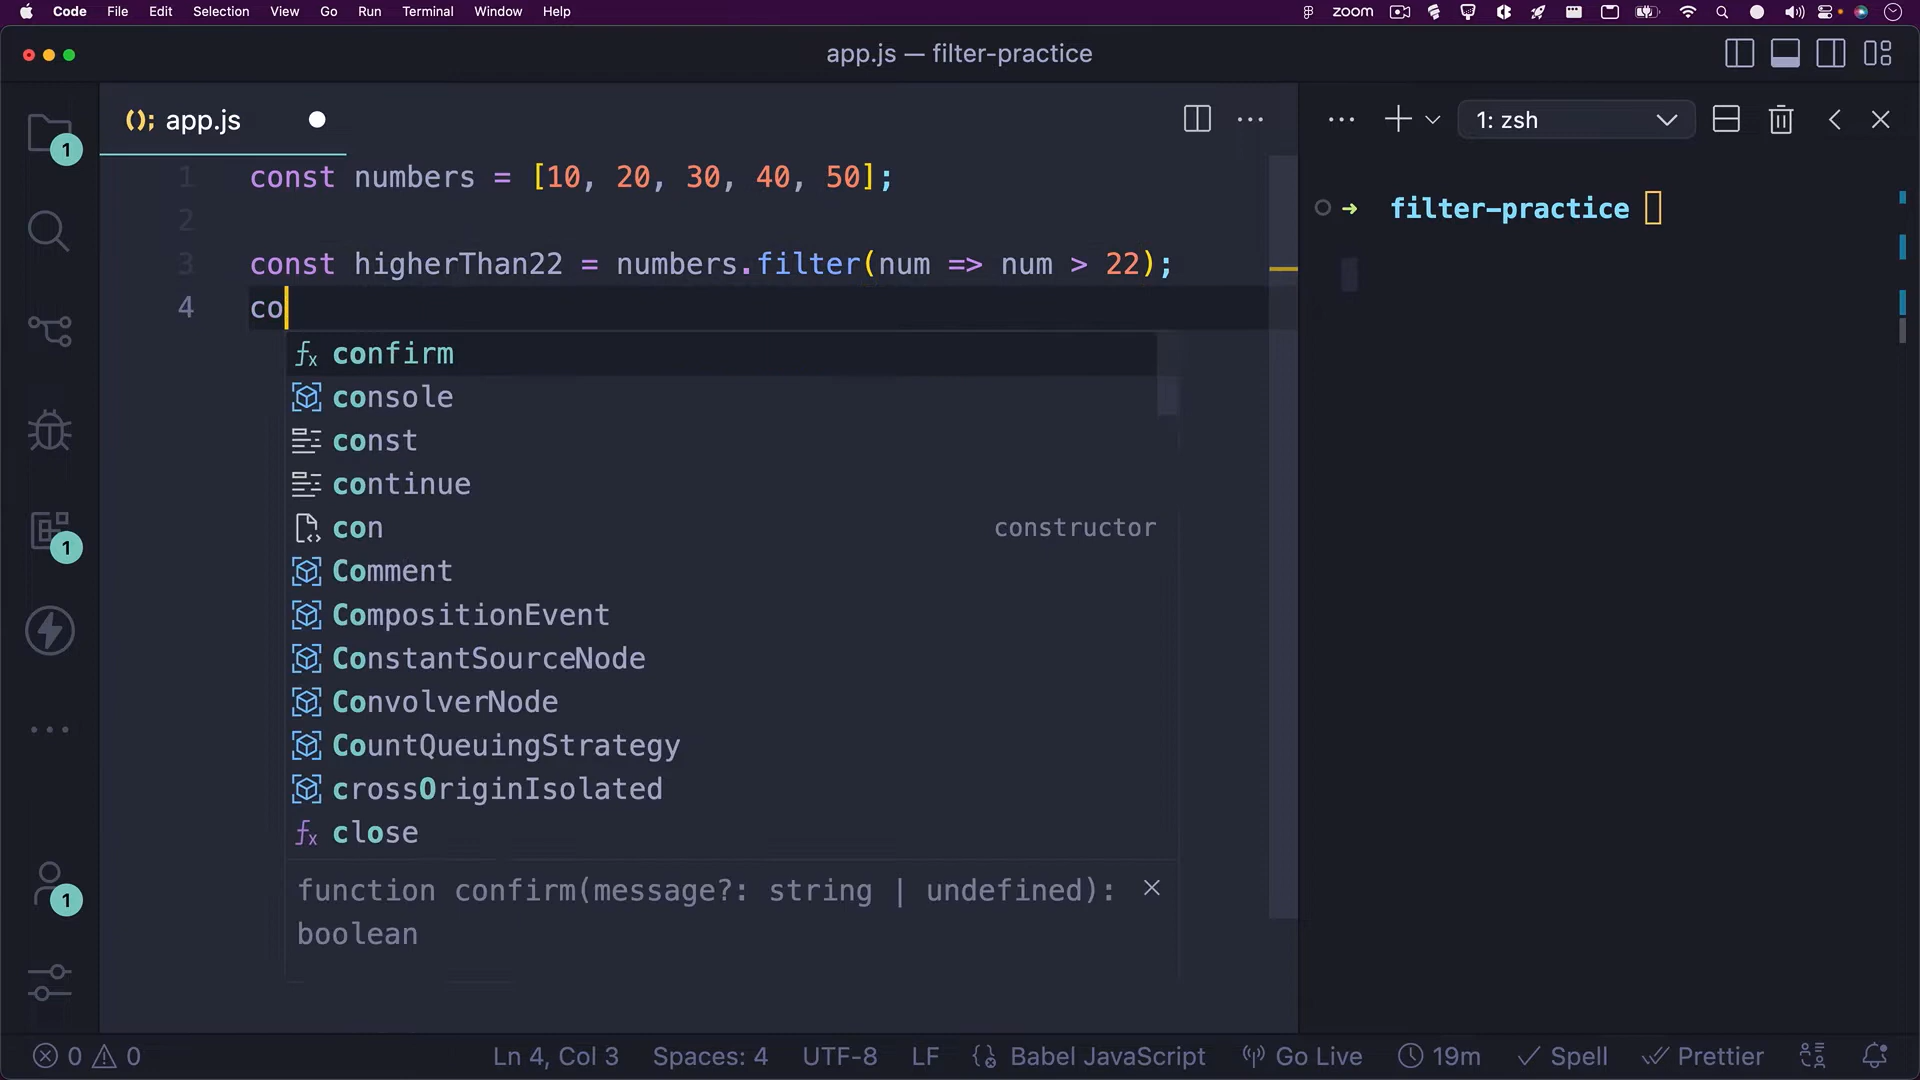 Code File Edit Selection View Go Run Terminal Window Help zoom
app.js — filter-practice
app.js
1: zsh
1 const numbers = [10, 20, 30, 40, 50];
2
3 const higherThan22 = numbers.filter(num => num > 22);
4 co
filter-practice
confirm
console
const
continue
con constructor
Comment
CompositionEvent
ConstantSourceNode
ConvolverNode
CountQueuingStrategy
crossOriginIsolated
close
function confirm(message?: string | undefined):
boolean
1
1
1
0 0 Ln 4, Col 3 Spaces: 4 UTF-8 LF Babel JavaScript Go Live 19m Spell Prettier